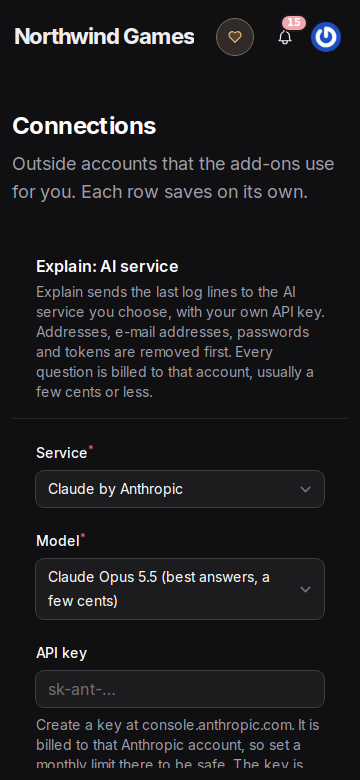 Northwind Games
15
Connections
Outside accounts that the add-ons use
for you. Each row saves on its own.
Explain: AI service
Explain sends the last log lines to the AI
service you choose, with your own API key.
Addresses, e-mail addresses, passwords
and tokens are removed first. Every
question is billed to that account, usually a
few cents or less.
Service*
Claude by Anthropic
Model*
Claude Opus 5.5 (best answers, a
few cents)
API key
sk-ant-...
Create a key at console.anthropic.com. It is
billed to that Anthropic account, so set a
monthly limit there to be safe. The key is